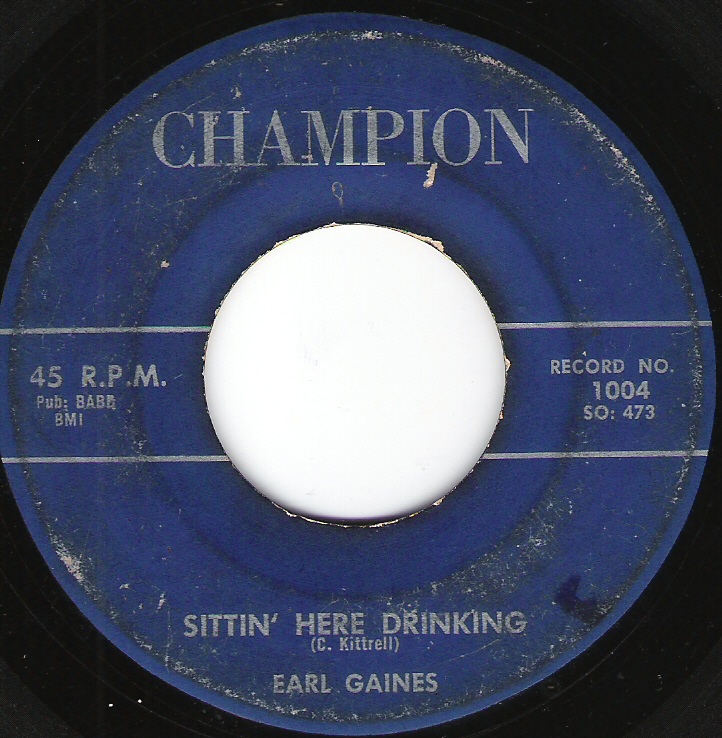 CHAMPION
45 R.P.M.
Pub: BABB
BMI
RECORD NO.
1004
SO: 473
SITTIN' HERE DRINKING
(C. Kittrell)
EARL GAINES